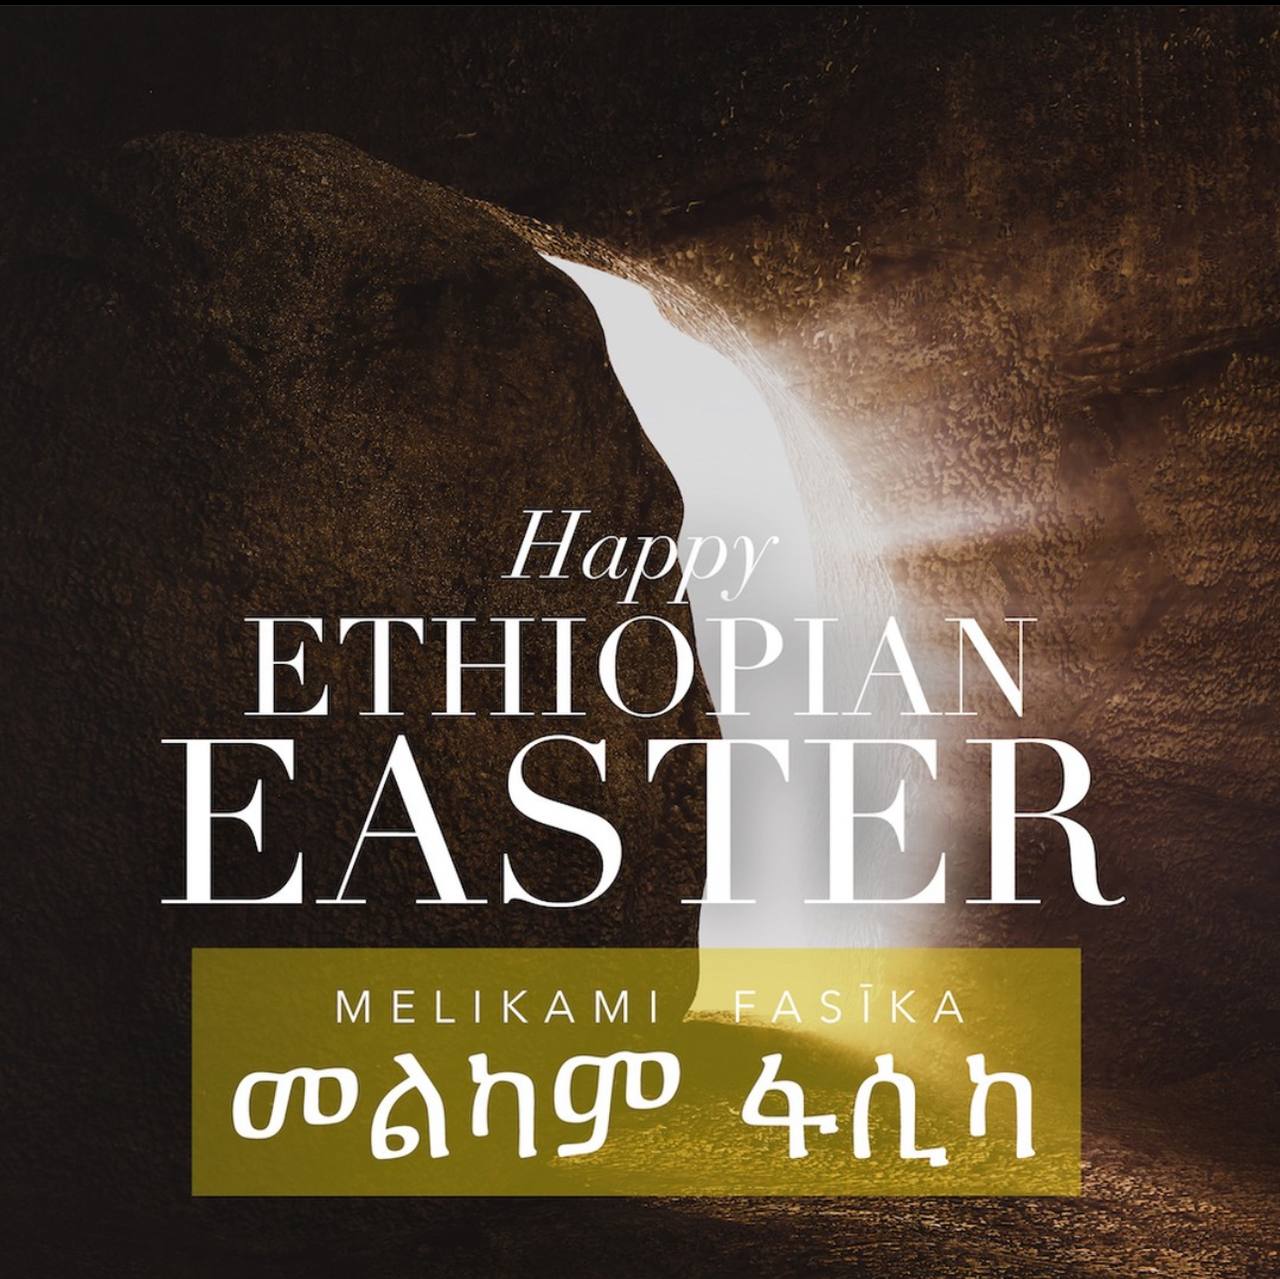 Happy
ETHIOPIAN
EASTER
MELIKAMI FASĪKA
መልካም ፋሲካ